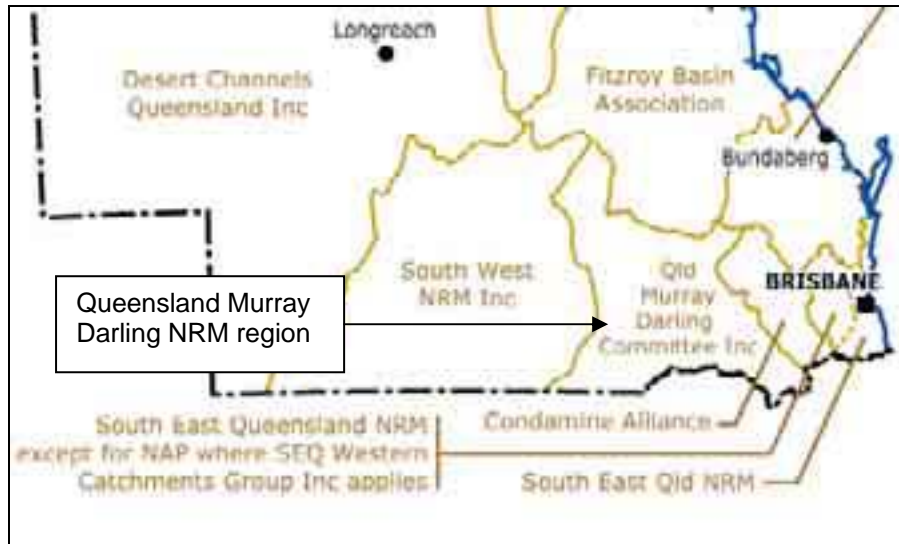 Longreach
Desert Channels
Queensland Inc
Fitzroy Basin
Association
Bundaberg
South West
NRM Inc
Qld
Murray
Darling
Committee Inc
BRISBANE
Queensland Murray
Darling NRM region
South East Queensland NRM
except for NAP where SEQ Western
Catchments Group Inc applies
Condamine Alliance
South East Qld NRM